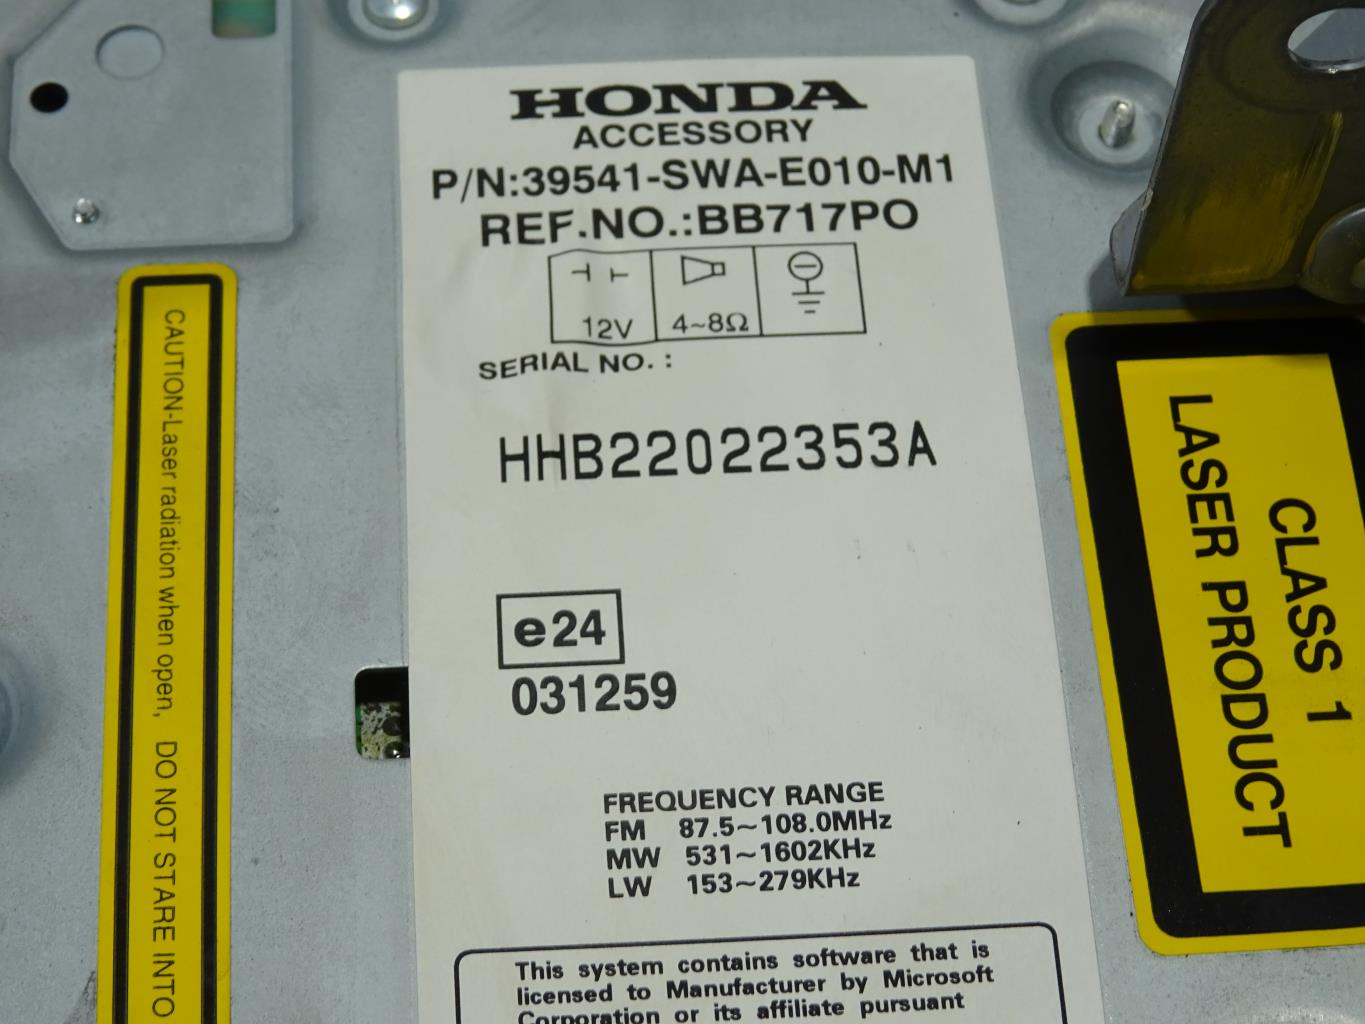 HONDA
ACCESSORY
P/N:39541-SWA-E010-M1
REF.NO.:BB717PO
12V 4~8Ω
SERIAL NO. :
HHB22022353A
e24
031259
FREQUENCY RANGE
FM 87.5~108.0MHz
MW 531~1602KHz
LW 153~279KHz
This system contains software that is
licensed to Manufacturer by Microsoft
Corporation or its affiliate pursuant
CAUTION-Laser radiation when open, DO NOT STARE INTO
CLASS 1
LASER PRODUCT